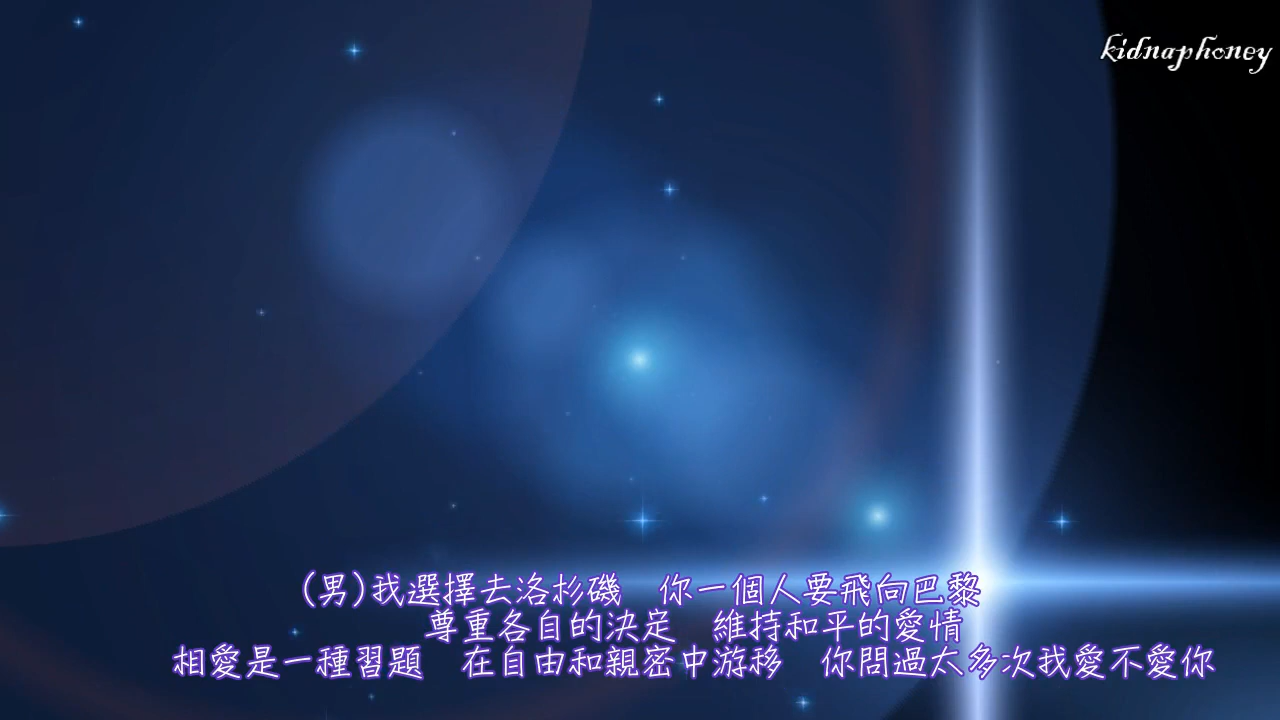 kidnaphoney
(男)我選擇去洛杉磯　你一個人要飛向巴黎
尊重各自的決定　維持和平的愛情
相愛是一種習題　在自由和親密中游移　你問過太多次我愛不愛你